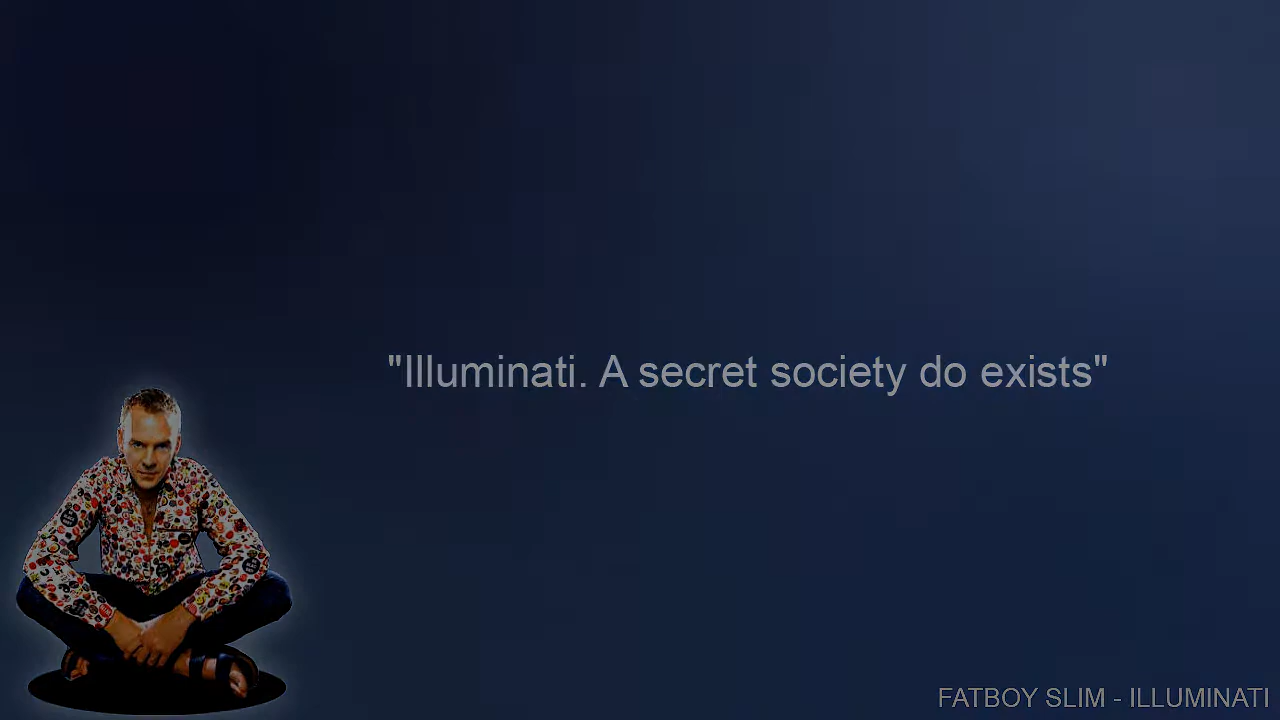 "Illuminati. A secret society do exists"
FATBOY SLIM - ILLUMINATI